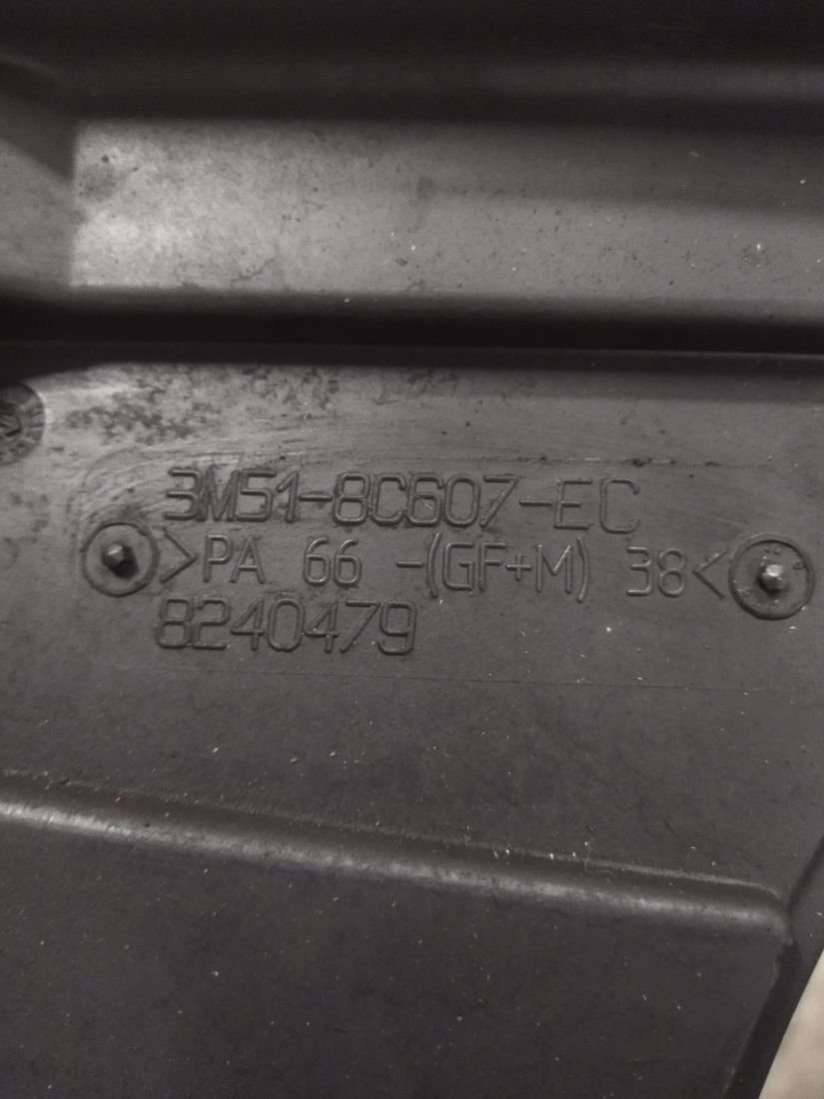 3M51-8C607-EC
>PA 66 -(GF+M) 38<
8240479